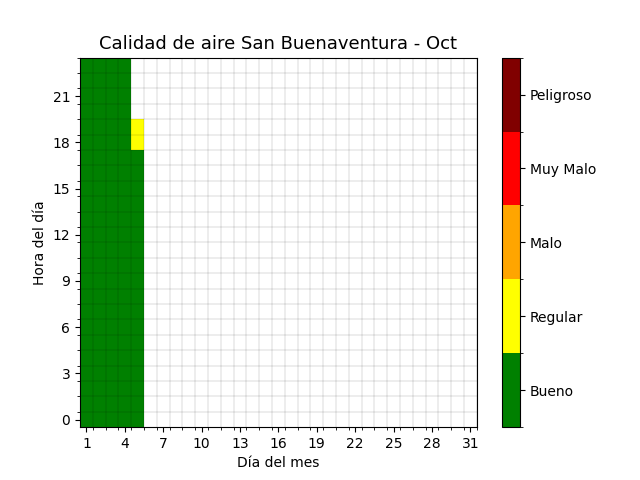 Calidad de aire San Buenaventura - Oct
21
18
15
12
9
6
3
0
Hora del día
1 4 7 10 13 16 19 22 25 28 31
Día del mes
Peligroso
Muy Malo
Malo
Regular
Bueno